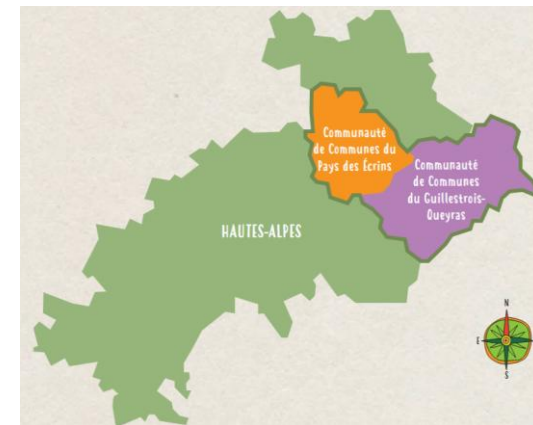 Communauté
de Communes du
Pays des Écrins
Communauté
de Communes
du Guillestrois-
Queyras
HAUTES-ALPES
N
E
S